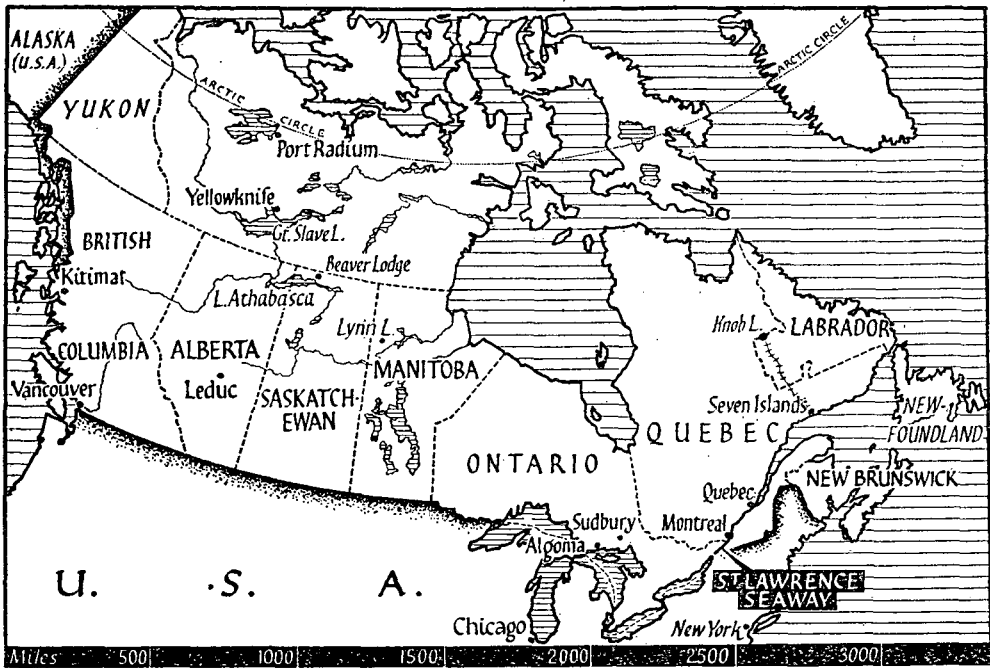 ALASKA
(U.S.A.)
YUKON
ARCTIC
CIRCLE
ARCTIC CIRCLE
Port Radium
Yellowknife
Gt. Slave L.
BRITISH
Kitimat
Beaver Lodge
L. Athabasca
Lynn L.
Knob L.
LABRADOR
COLUMBIA
ALBERTA
MANITOBA
Vancouver
Leduc
SASKATCH-
EWAN
?
Seven Islands
NEW-
FOUNDLAND
QUEBEC
ONTARIO
NEW BRUNSWICK
Quebec
Sudbury
Montreal
Algoma
U. S. A.
ST LAWRENCE
SEAWAY
Chicago
New York
Miles 500 1000 1500 2000 2500 3000